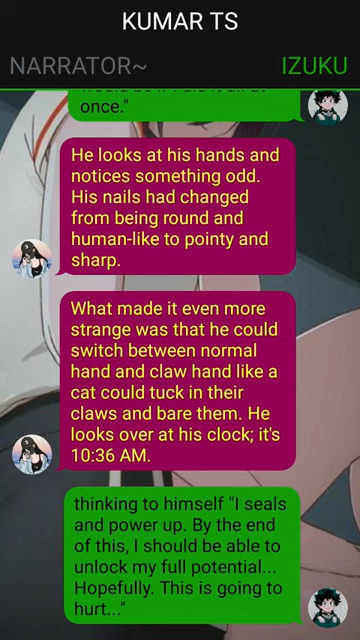 KUMAR TS
NARRATOR~ IZUKU
once."
He looks at his hands and
notices something odd.
His nails had changed
from being round and
human-like to pointy and
sharp.
What made it even more
strange was that he could
switch between normal
hand and claw hand like a
cat could tuck in their
claws and bare them. He
looks over at his clock; it's
10:36 AM.
thinking to himself "I seals
and power up. By the end
of this, I should be able to
unlock my full potential...
Hopefully. This is going to
hurt..."